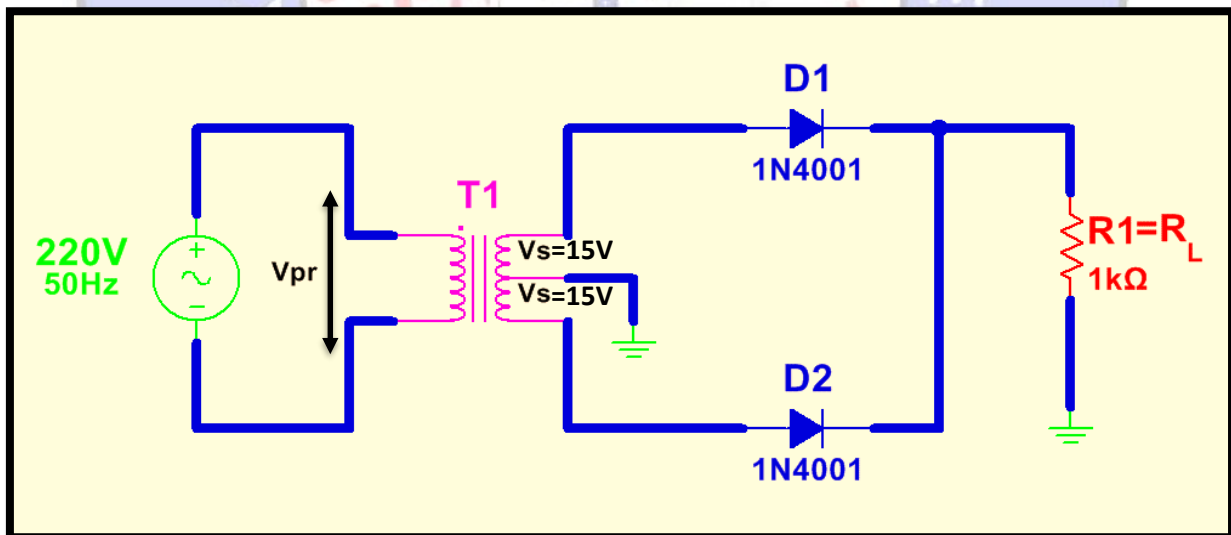 D1
1N4001
T1
220V
50Hz
Vpr
Vs=15V
Vs=15V
R1=RL
1kΩ
D2
1N4001